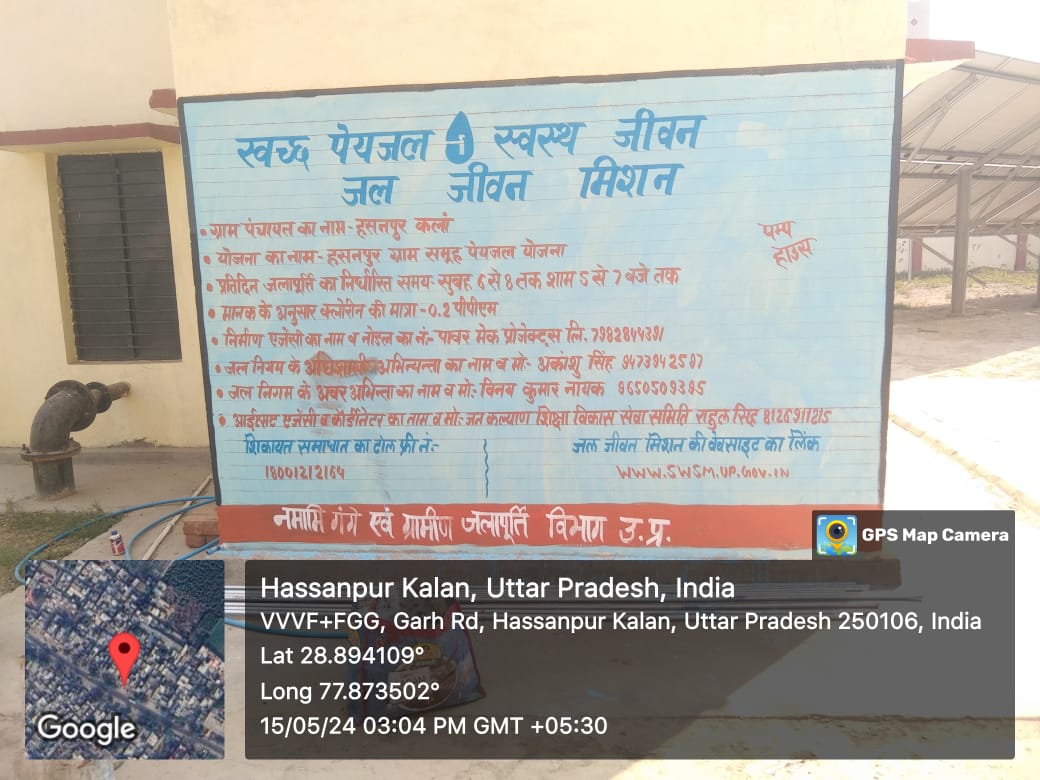 स्वच्छ पेयजल स्वस्थ जीवन
जल जीवन मिशन
पम्प
हाउस
• ग्राम पंचायत का नाम - हसनपुर कलां
• योजना का नाम - हसनपुर ग्राम समूह पेयजल योजना
• प्रतिदिन जलापूर्ति का निर्धारित समय - सुबह 6 से 8 तक शाम 5 से 7 बजे तक
• मानक के अनुसार क्लोरिन की मात्रा - 0.2 पीपीएम
• निर्माण एजेंसी का नाम व नोडल का नं:- पावर मेक प्रोजेक्ट्स लि. 7982844391
• जल निगम के अधिशासी अभियन्ता का नाम व मो:- अकांशु सिंह 9473942587
• जल निगम के अवर अभिन्ता का नाम व मो:- विनय कुमार नायक 8650509395
• आईएसए एजेंसी व कॉर्डीनेटर का नाम व मो:- जन कल्याण शिक्षा विकास सेवा समिति राहुल सिंह 8126911215
शिकायत समाधान का टोल फ्री नं:-
18001212164
जल जीवन मिशन की वेबसाइट का लिंक
WWW.SWSM.UP.GOV.IN
नमामि गंगे एवं ग्रामीण जलापूर्ति विभाग उ.प्र.
GPS Map Camera
Hassanpur Kalan, Uttar Pradesh, India
VVVF+FGG, Garh Rd, Hassanpur Kalan, Uttar Pradesh 250106, India
Lat 28.894109°
Long 77.873502°
15/05/24 03:04 PM GMT +05:30
Google